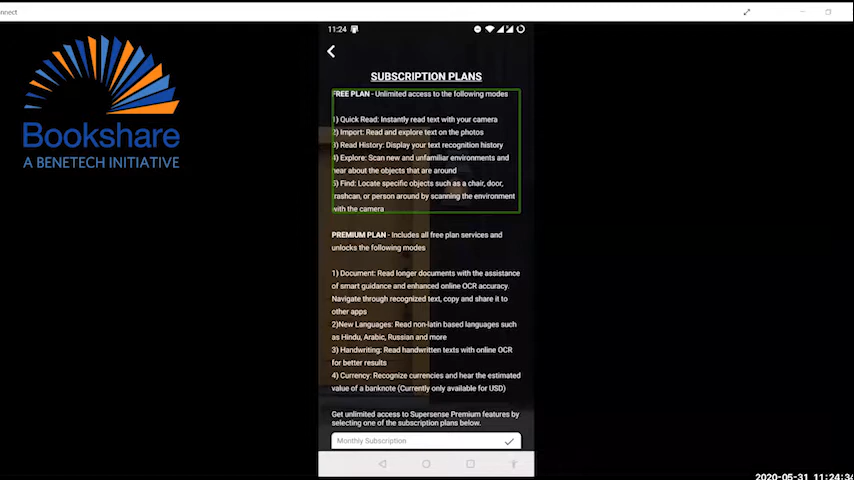 nnect
Bookshare
A BENETECH INITIATIVE
11:24
SUBSCRIPTION PLANS
FREE PLAN - Unlimited access to the following modes
1) Quick Read: Instantly read text with your camera
2) Import: Read and explore text on the photos
3) Read History: Display your text recognition history
4) Explore: Scan new and unfamiliar environments and
hear about the objects that are around
5) Find: Locate specific objects such as a chair, door,
trashcan, or person around by scanning the environment
with the camera
PREMIUM PLAN - Includes all free plan services and
unlocks the following modes
1) Document: Read longer documents with the assistance
of smart guidance and enhanced online OCR accuracy.
Navigate through recognized text, copy and share it to
other apps
2)New Languages: Read non-latin based languages such
as Hindu, Arabic, Russian and more
3) Handwriting: Read handwritten texts with online OCR
for better results
4) Currency: Recognize currencies and hear the estimated
value of a banknote (Currently only available for USD)
Get unlimited access to Supersense Premium features by
selecting one of the subscription plans below.
Monthly Subscription
2020-05-31 11:24:34